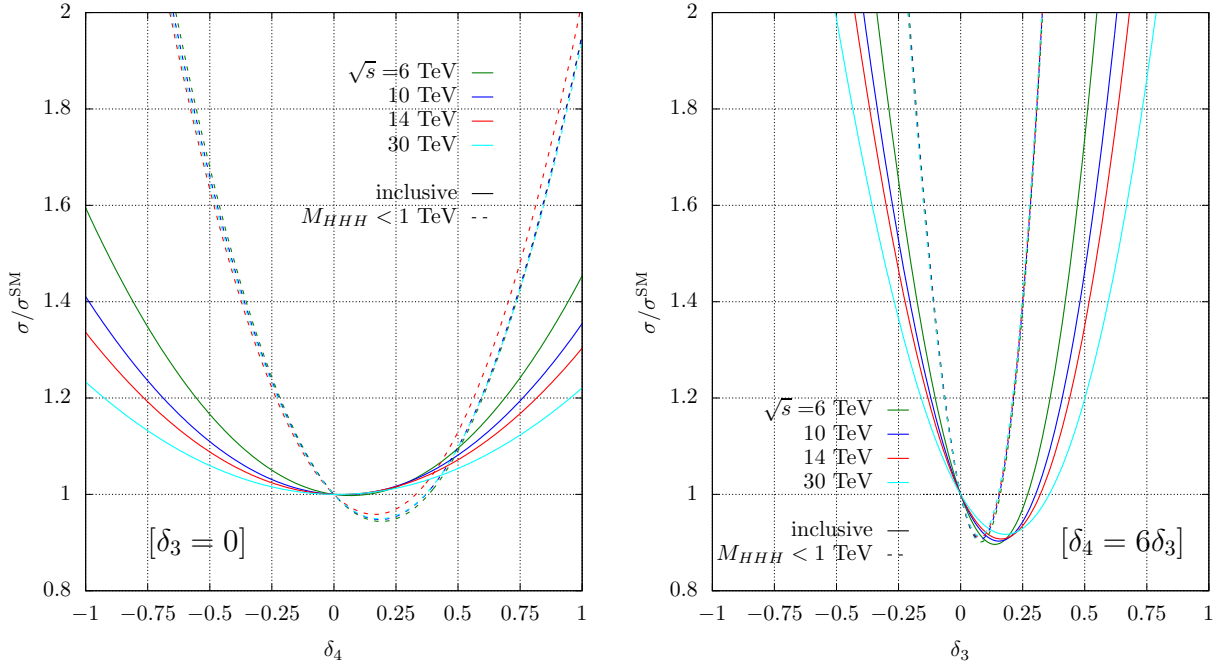 2
1.8
1.6
1.4
1.2
1
0.8
σ/σ^SM
√s =6 TeV
10 TeV
14 TeV
30 TeV
inclusive
M_HHH < 1 TeV
[δ₃ = 0]
−1 −0.75 −0.5 −0.25 0 0.25 0.5 0.75 1
δ₄
2
1.8
1.6
1.4
1.2
1
0.8
σ/σ^SM
√s =6 TeV
10 TeV
14 TeV
30 TeV
inclusive
M_HHH < 1 TeV
[δ₄ = 6δ₃]
−1 −0.75 −0.5 −0.25 0 0.25 0.5 0.75 1
δ₃